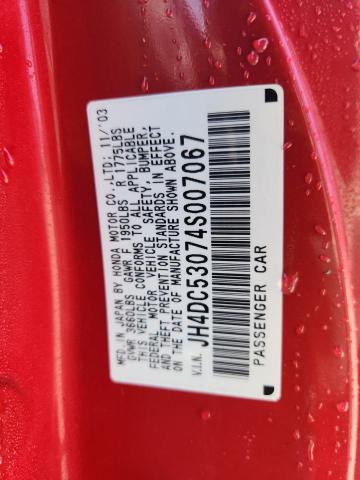 MFD. IN JAPAN BY HONDA MOTOR CO.,LTD; 11/'03
GVWR 3660LBS GAWR F 1950LBS R 1775LBS
THIS VEHICLE CONFORMS TO ALL APPLICABLE
FEDERAL MOTOR VEHICLE SAFETY, BUMPER,
AND THEFT PREVENTION STANDARDS IN EFFECT
ON THE DATE OF MANUFACTURE SHOWN ABOVE.
V.I.N. JH4DC53074S007067
PASSENGER CAR